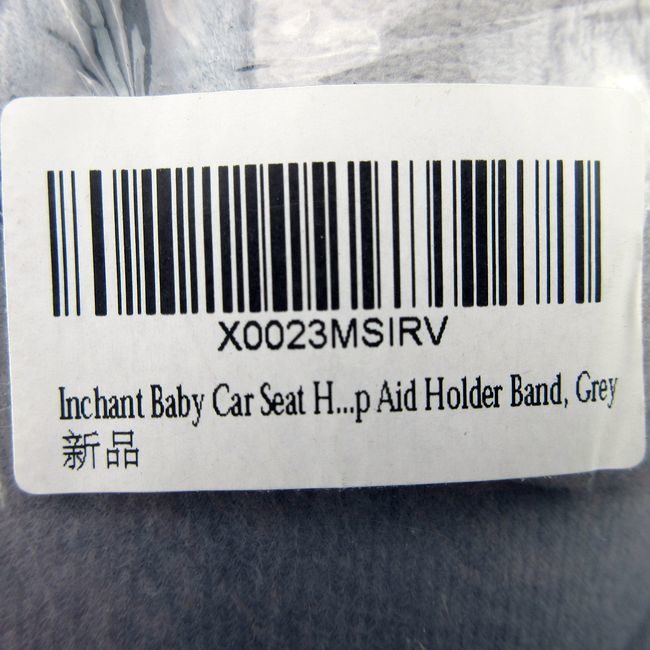 X0023MSIRV
Inchant Baby Car Seat H...p Aid Holder Band, Grey
新品